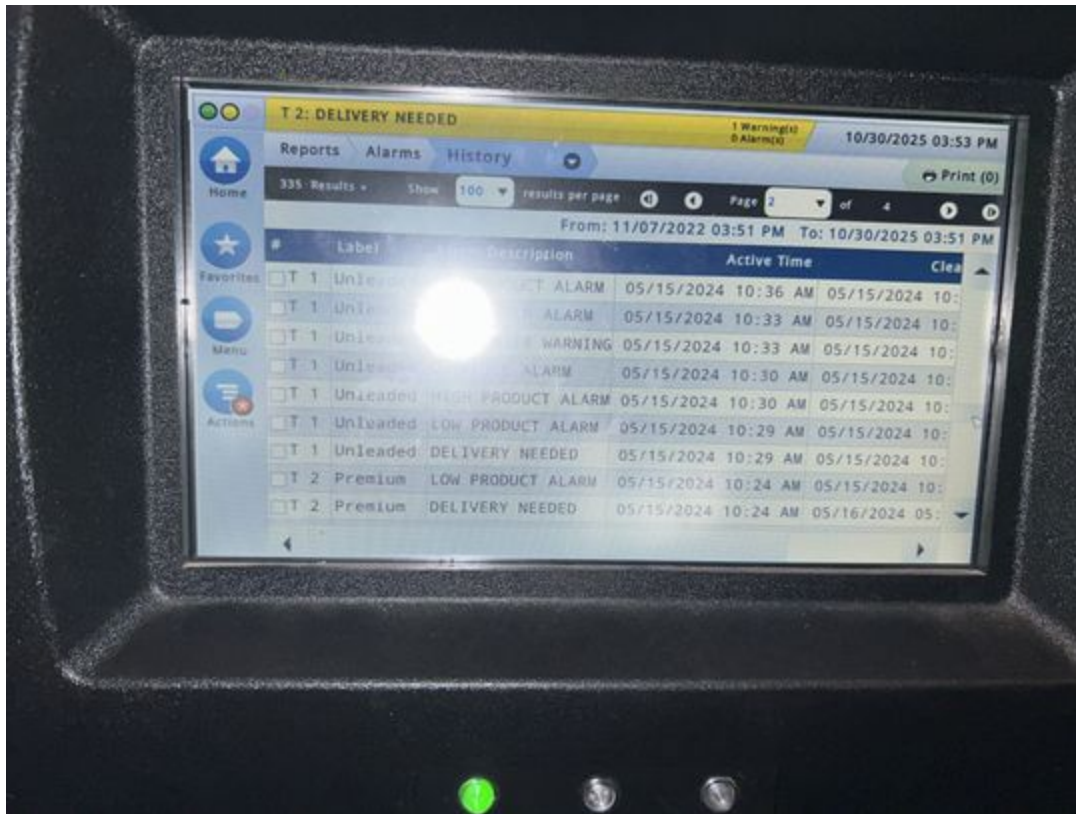 T 2: DELIVERY NEEDED
1 Warning(s)
0 Alarm(s)
10/30/2025 03:53 PM
Reports Alarms History
Print (0)
Home
335 Results Show 100 results per page Page 2 of 4
From: 11/07/2022 03:51 PM To: 10/30/2025 03:51 PM
# Label Description Active Time Clea
Favorites
T 1 ALARM 05/15/2024 10:36 AM 05/15/2024 10:
T 1 ALARM 05/15/2024 10:33 AM 05/15/2024 10:
Menu
T 1 WARNING 05/15/2024 10:33 AM 05/15/2024 10:
T 1 ALARM 05/15/2024 10:30 AM 05/15/2024 10:
T 1 Unleaded HIGH PRODUCT ALARM 05/15/2024 10:30 AM 05/15/2024 10:
Actions
T 1 Unleaded LOW PRODUCT ALARM 05/15/2024 10:29 AM 05/15/2024 10:
T 1 Unleaded DELIVERY NEEDED 05/15/2024 10:29 AM 05/15/2024 10:
T 2 Premium LOW PRODUCT ALARM 05/15/2024 10:24 AM 05/15/2024 10:
T 2 Premium DELIVERY NEEDED 05/15/2024 10:24 AM 05/16/2024 05: